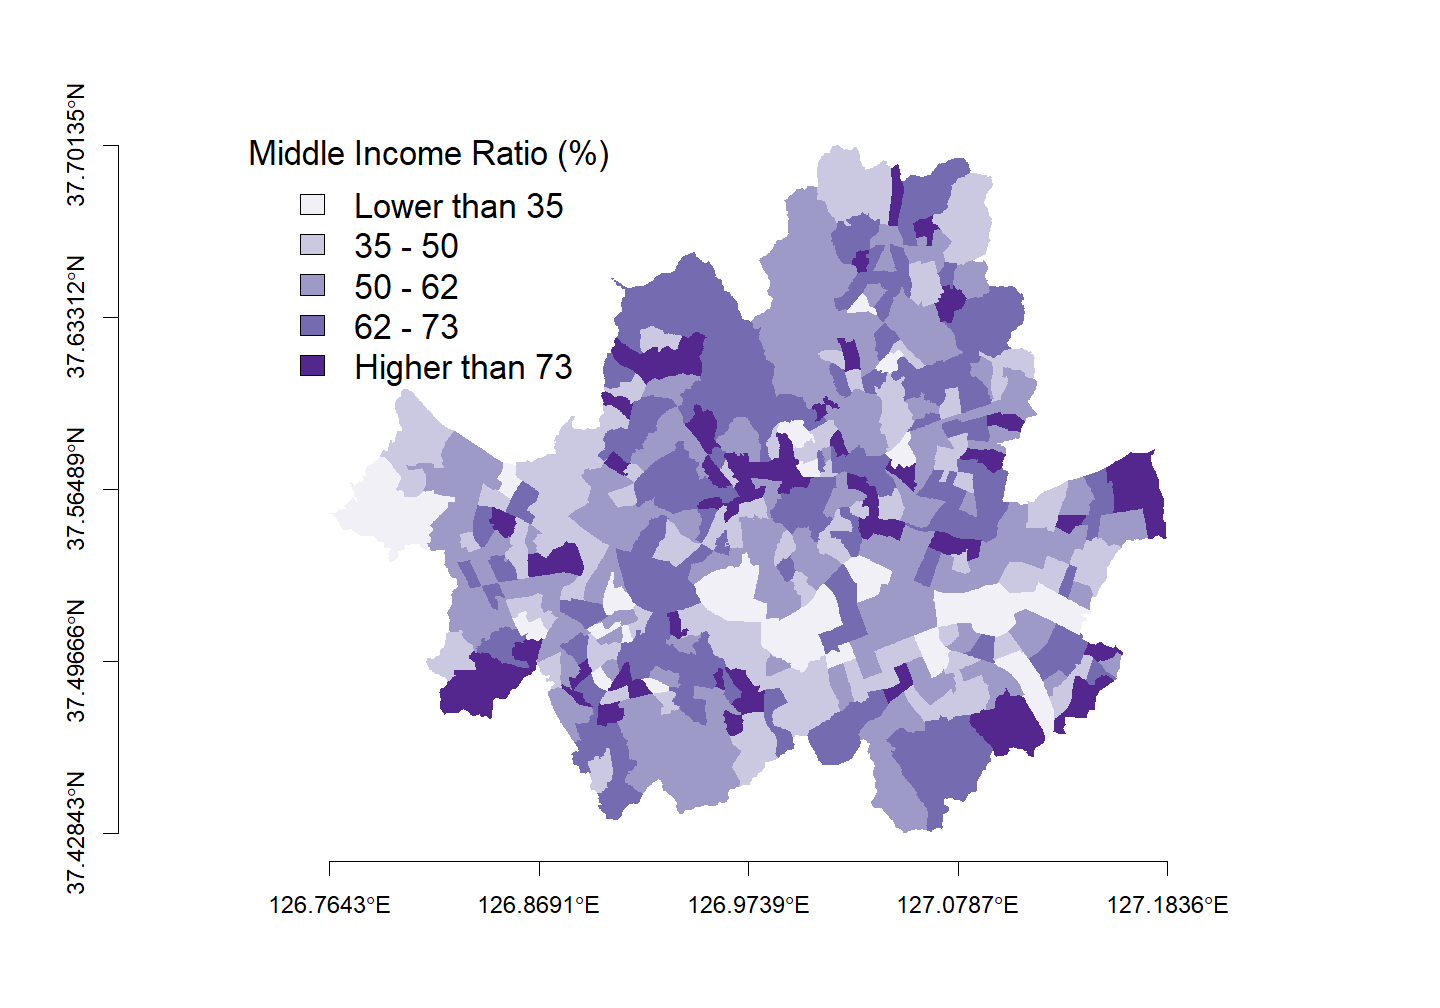 Middle Income Ratio (%)
Lower than 35
35 - 50
50 - 62
62 - 73
Higher than 73
37.70135°N
37.63312°N
37.56489°N
37.49666°N
37.42843°N
126.7643°E
126.8691°E
126.9739°E
127.0787°E
127.1836°E